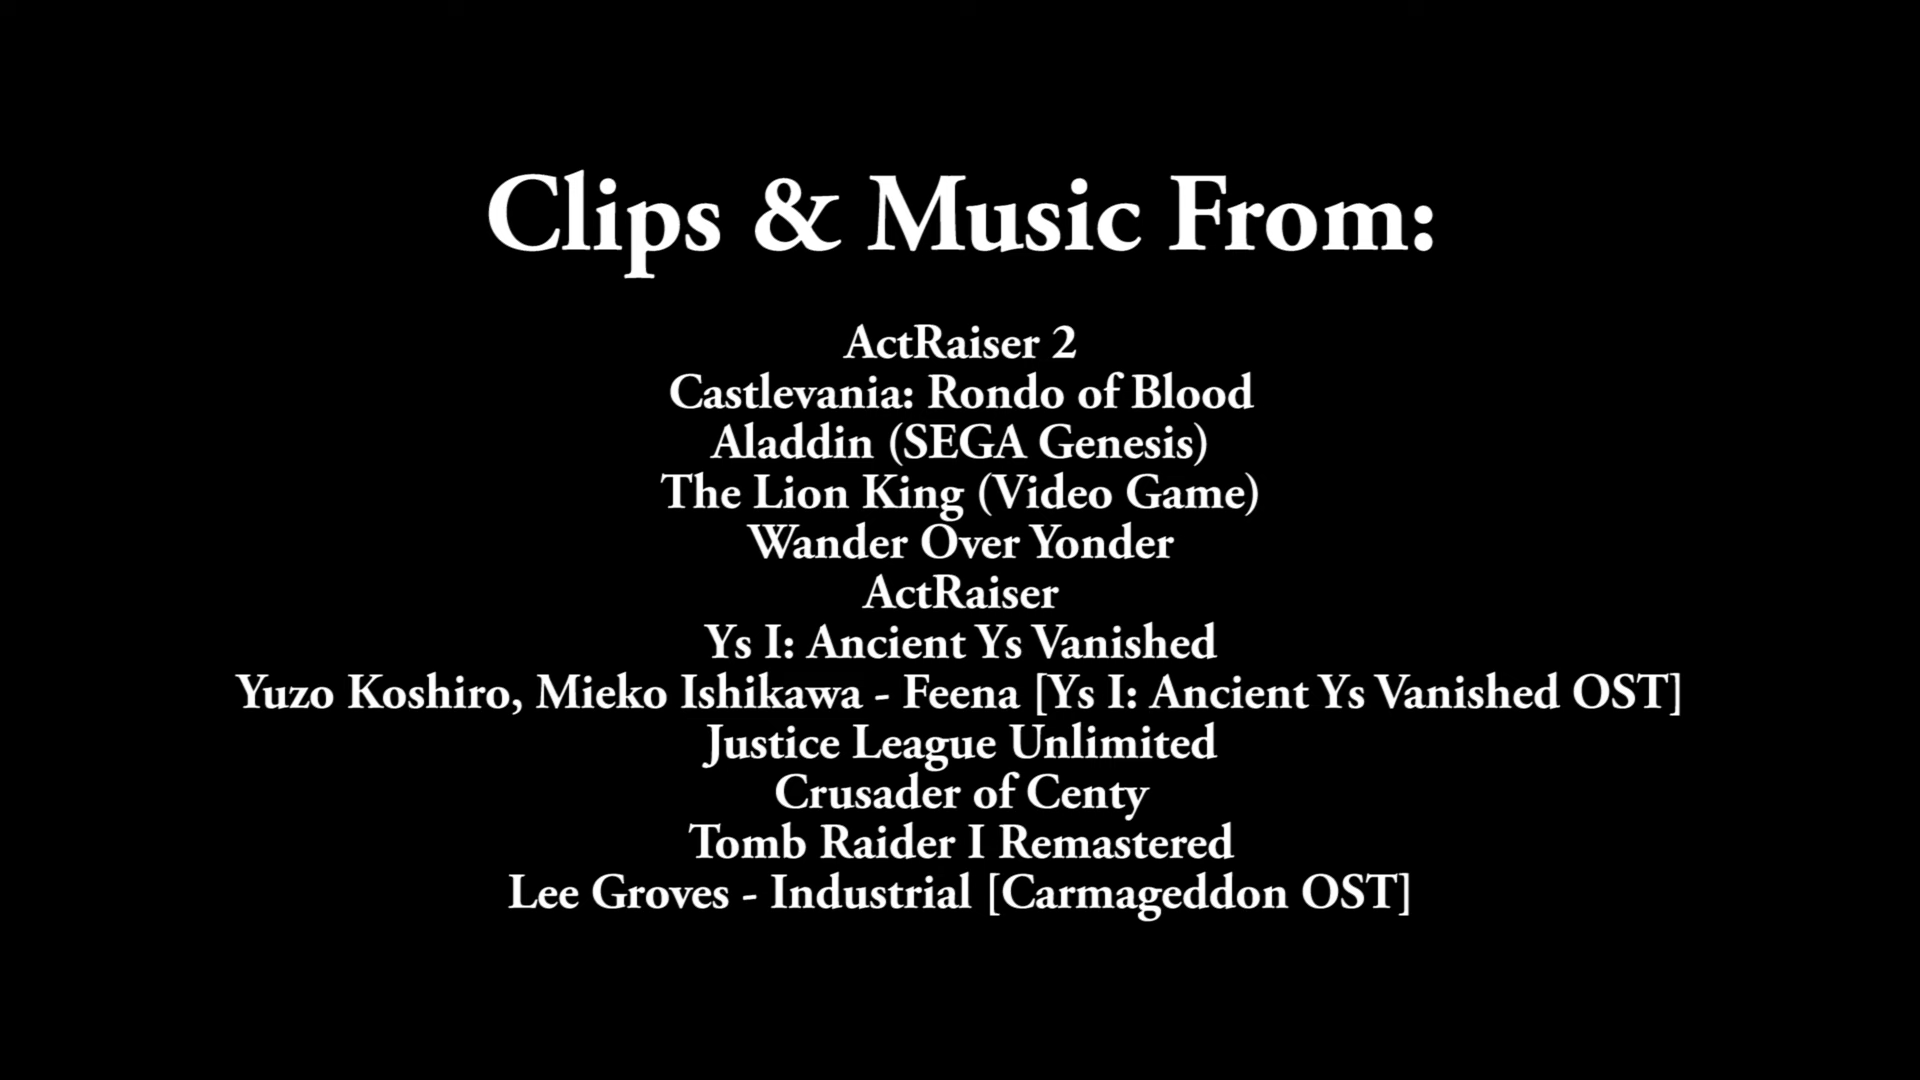 Clips & Music From:
ActRaiser 2
Castlevania: Rondo of Blood
Aladdin (SEGA Genesis)
The Lion King (Video Game)
Wander Over Yonder
ActRaiser
Ys I: Ancient Ys Vanished
Yuzo Koshiro, Mieko Ishikawa - Feena [Ys I: Ancient Ys Vanished OST]
Justice League Unlimited
Crusader of Centy
Tomb Raider I Remastered
Lee Groves - Industrial [Carmageddon OST]